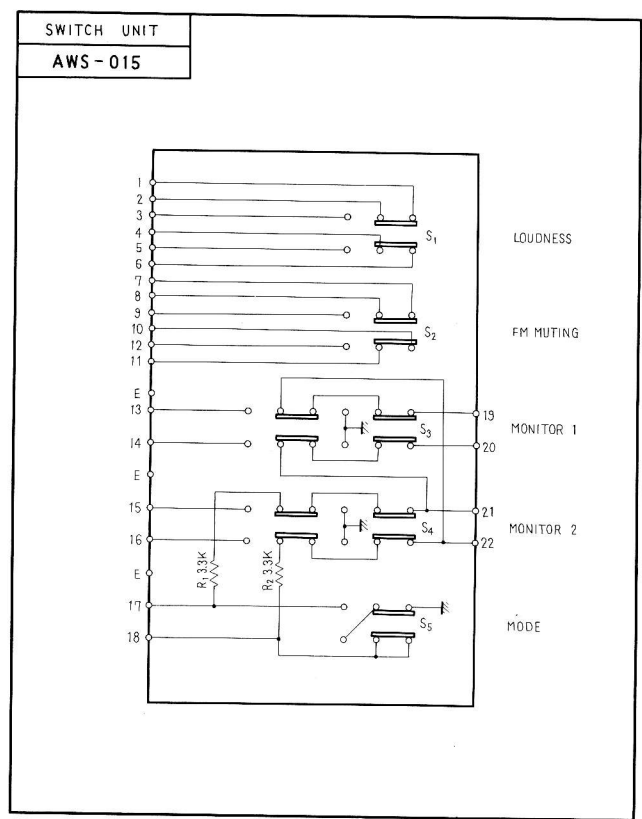 SWITCH UNIT
AWS-015
1
2
3
4
5
6
7
8
9
10
12
11
E
13
14
E
15
16
E
17
18
S1
LOUDNESS
S2
FM MUTING
S3
19
20
MONITOR 1
S4
21
22
MONITOR 2
R1 3.3K
R2 3.3K
S5
MODE